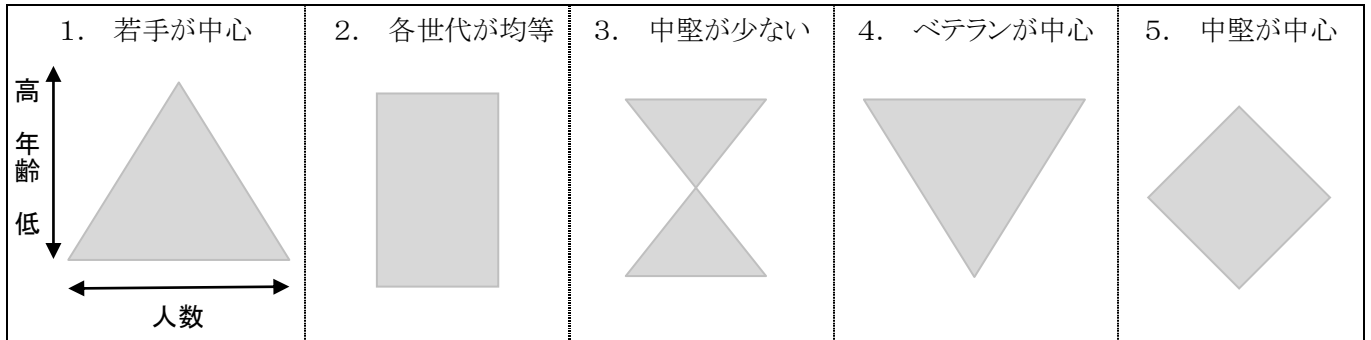 1. 若手が中心
2. 各世代が均等
3. 中堅が少ない
4. ベテランが中心
5. 中堅が中心
高
年
齢
低
人数